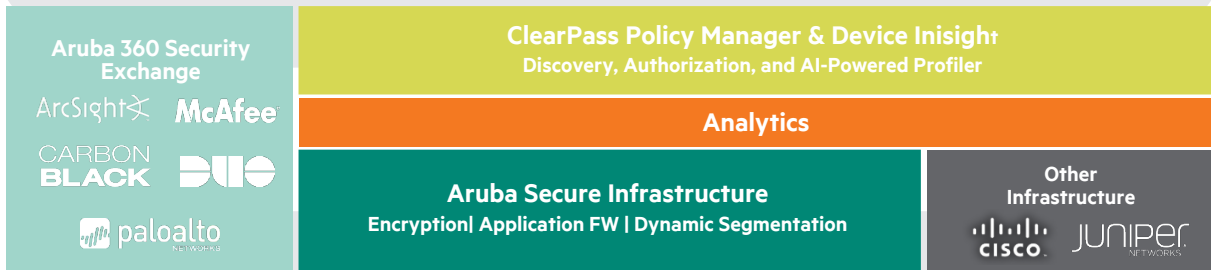 Aruba 360 Security
Exchange
ArcSight
McAfee
CARBON
BLACK
DUO
paloalto
NETWORKS
ClearPass Policy Manager & Device Inisight
Discovery, Authorization, and AI-Powered Profiler
Analytics
Aruba Secure Infrastructure
Encryption| Application FW | Dynamic Segmentation
Other
Infrastructure
CISCO
JUNIPER
NETWORKS